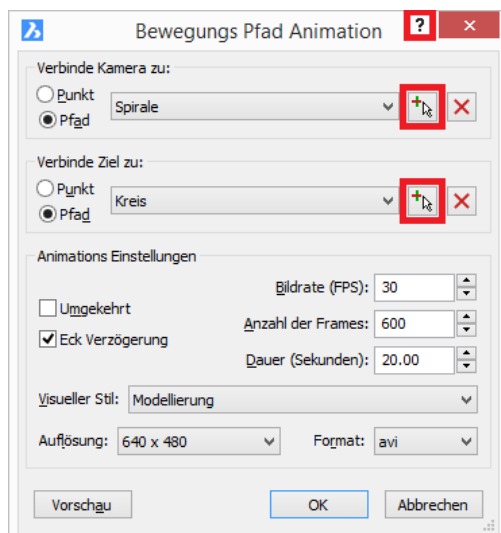 Bewegungs Pfad Animation ?
Verbinde Kamera zu:
Punkt
Pfad
Spirale
Verbinde Ziel zu:
Punkt
Pfad
Kreis
Animations Einstellungen
Bildrate (FPS): 30
Umgekehrt
Anzahl der Frames: 600
Eck Verzögerung
Dauer (Sekunden): 20.00
Visueller Stil: Modellierung
Auflösung: 640 x 480 Format: avi
Vorschau OK Abbrechen